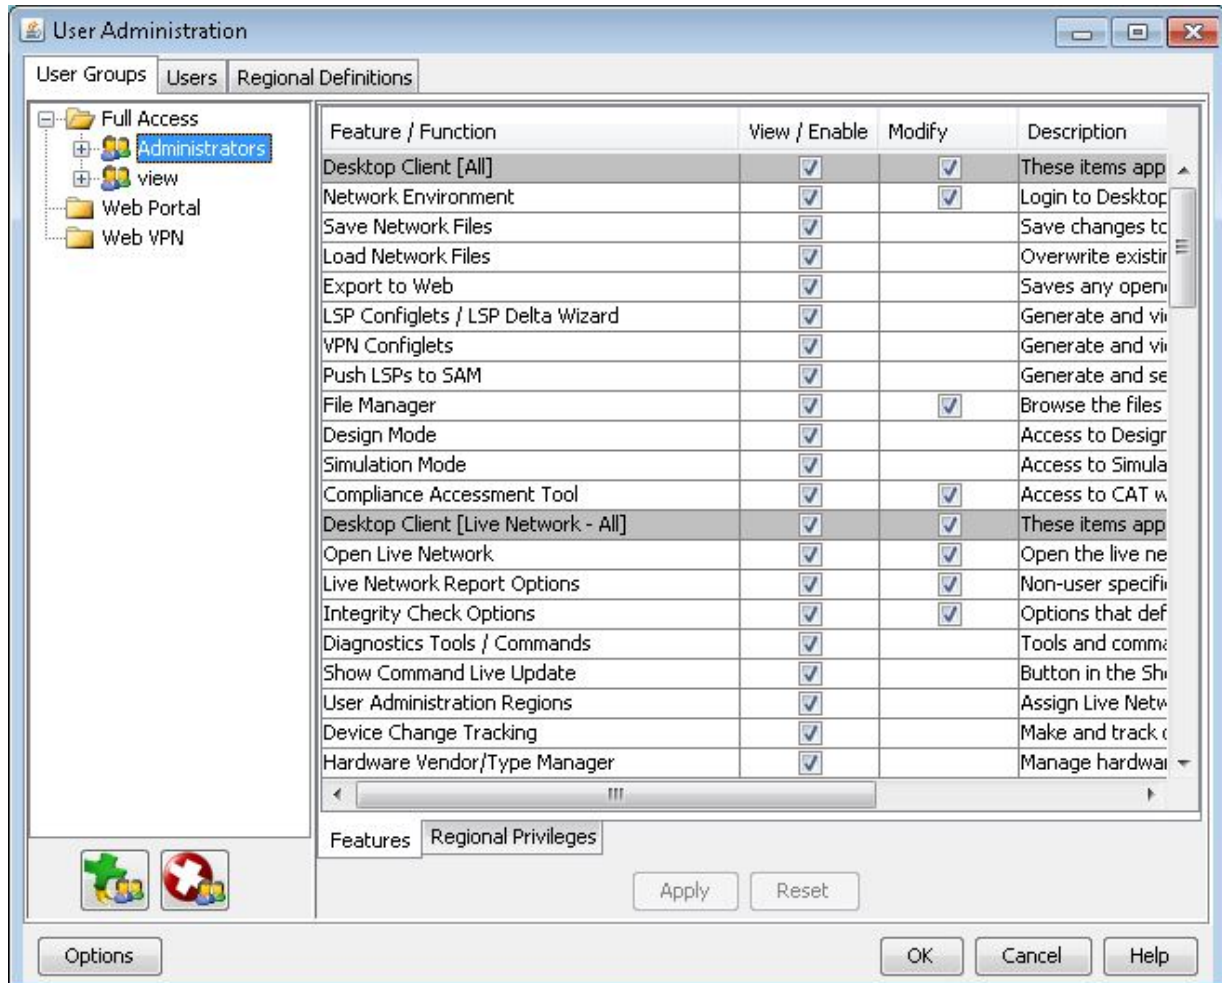 User Administration
User Groups Users Regional Definitions
Full Access
Administrators
view
Web Portal
Web VPN
Feature / Function View / Enable Modify Description
Desktop Client [All] These items app
Network Environment Login to Desktop
Save Network Files Save changes to
Load Network Files Overwrite existin
Export to Web Saves any open
LSP Configlets / LSP Delta Wizard Generate and vi
VPN Configlets Generate and vi
Push LSPs to SAM Generate and se
File Manager Browse the files
Design Mode Access to Design
Simulation Mode Access to Simula
Compliance Accessment Tool Access to CAT w
Desktop Client [Live Network - All] These items app
Open Live Network Open the live ne
Live Network Report Options Non-user specifi
Integrity Check Options Options that def
Diagnostics Tools / Commands Tools and comma
Show Command Live Update Button in the Sh
User Administration Regions Assign Live Netw
Device Change Tracking Make and track
Hardware Vendor/Type Manager Manage hardwar
Features Regional Privileges
Apply Reset
Options OK Cancel Help